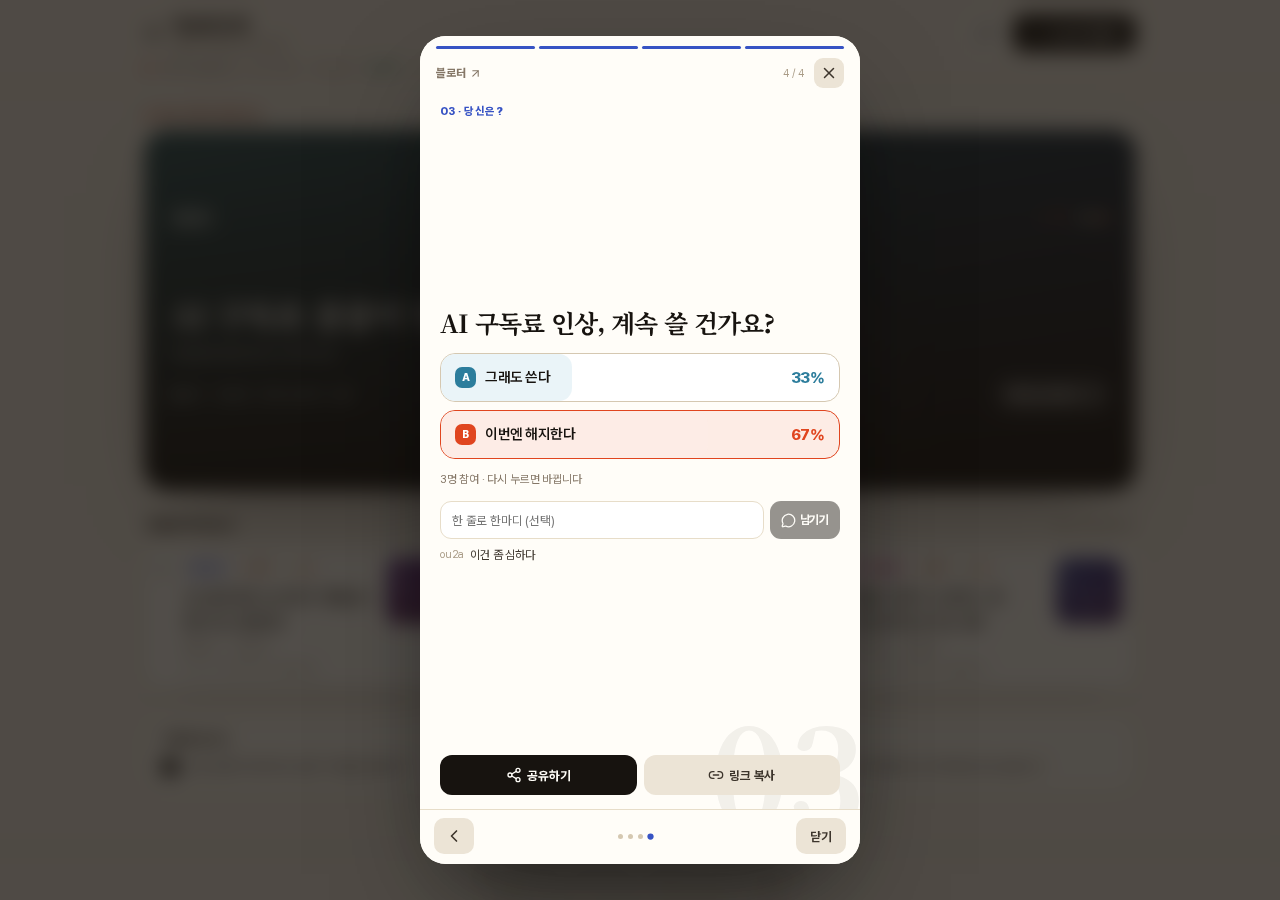 블로터
4 / 4
03 · 당신은?
AI 구독료 인상, 계속 쓸 건가요?
A 그래도 쓴다 33%
B 이번엔 해지한다 67%
3명 참여 · 다시 누르면 바뀝니다
한 줄로 한마디 (선택)
남기기
ou2a 이건 좀심하다
03
공유하기
링크 복사
닫기